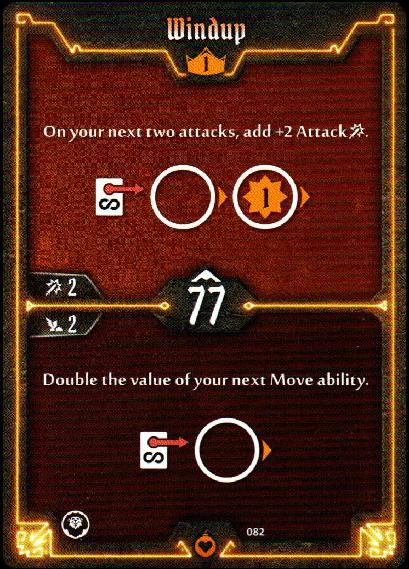 Windup
1
On your next two attacks, add +2 Attack.
S
1
2
77
2
Double the value of your next Move ability.
S
082